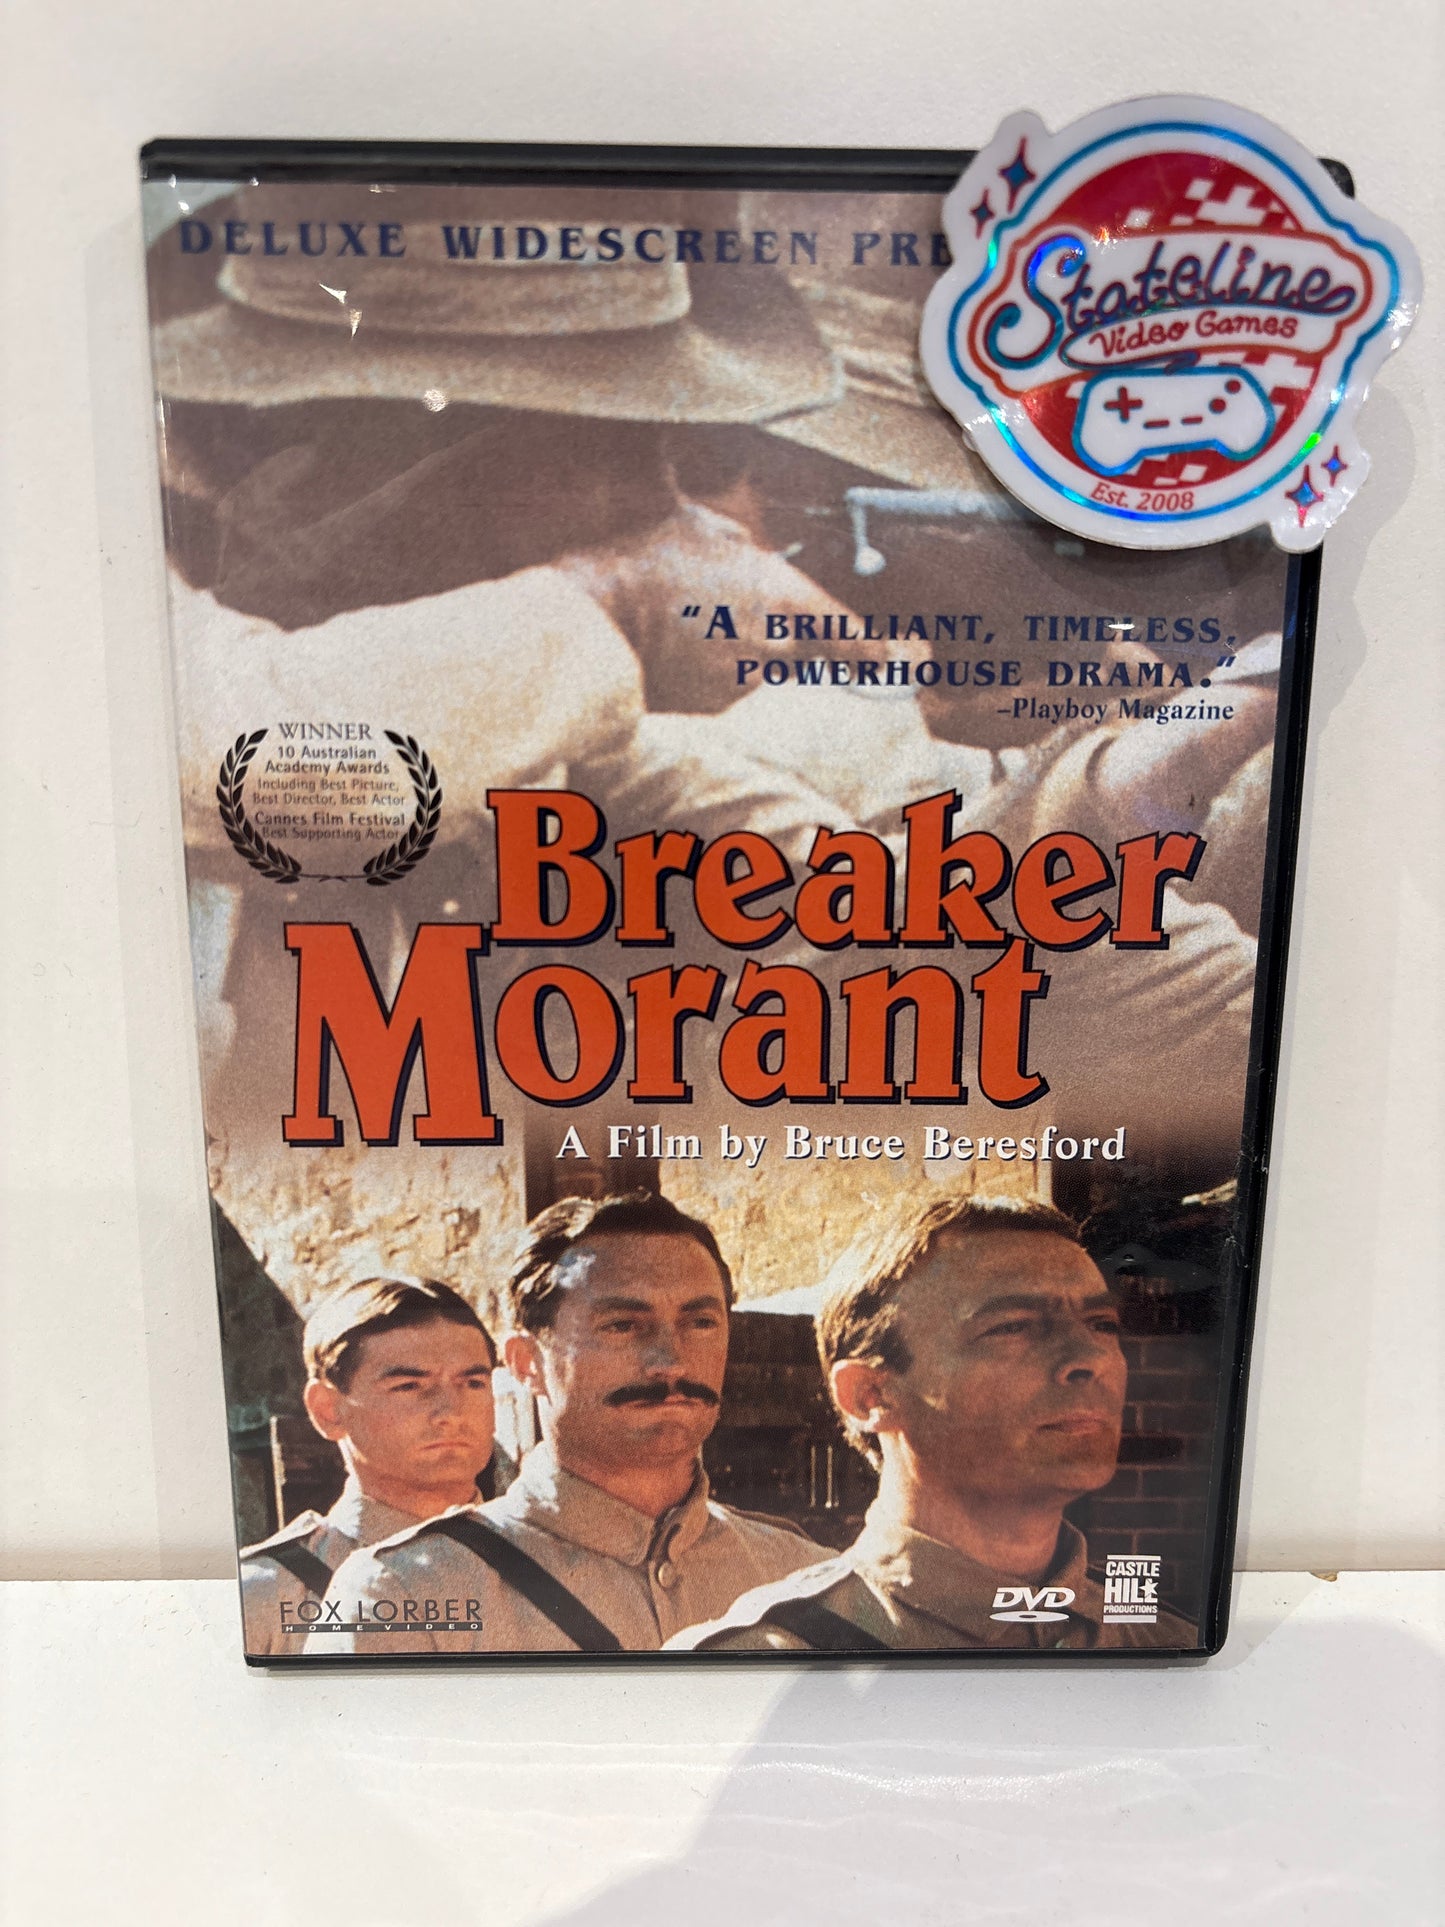 DELUXE WIDESCREEN PRE
Stateline
Video Games
Est. 2008
"A BRILLIANT, TIMELESS,
POWERHOUSE DRAMA."
–Playboy Magazine
WINNER
10 Australian
Academy Awards
Including Best Picture,
Best Director, Best Actor
Cannes Film Festival
Best Supporting Actor
Breaker
Morant
A Film by Bruce Beresford
FOX LORBER
HOME VIDEO
DVD
CASTLE
HILL
PRODUCTIONS